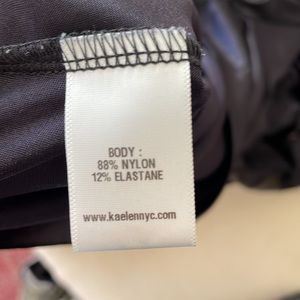 BODY :
88% NYLON
12% ELASTANE
www.kaelennyc.com